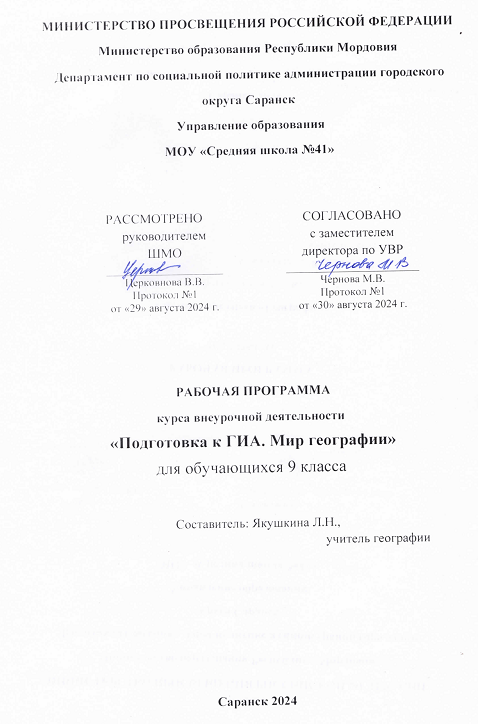 МИНИСТЕРСТВО ПРОСВЕЩЕНИЯ РОССИЙСКОЙ ФЕДЕРАЦИИ
Министерство образования Республики Мордовия
Департамент по социальной политике администрации городского
округа Саранск
Управление образования
МОУ «Средняя школа №41»
РАССМОТРЕНО
руководителем
ШМО
Церковнова В.В.
Протокол №1
от «29» августа 2024 г.
СОГЛАСОВАНО
с заместителем
директора по УВР
Чернова М В
Чернова М.В.
Протокол №1
от «30» августа 2024 г.
РАБОЧАЯ ПРОГРАММА
курса внеурочной деятельности
«Подготовка к ГИА. Мир географии»
для обучающихся 9 класса
Составитель: Якушкина Л.Н.,
учитель географии
Саранск 2024